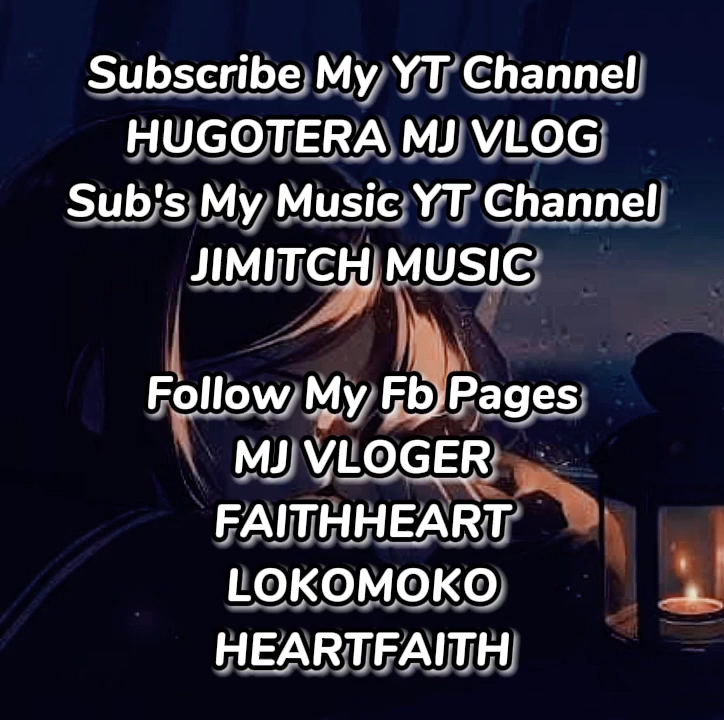 Subscribe My YT Channel
HUGOTERA MJ VLOG
Sub's My Music YT Channel
JIMITCH MUSIC
Follow My Fb Pages
MJ VLOGER
FAITHHEART
LOKOMOKO
HEARTFAITH